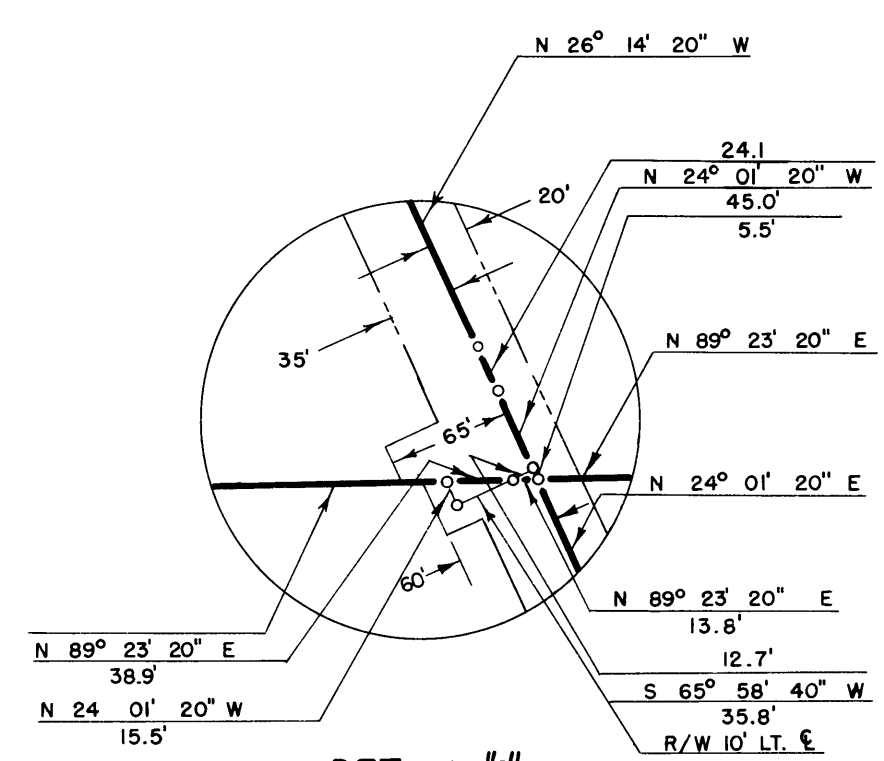 N 26° 14' 20" W
24.1
N 24° 01' 20" W
45.0'
5.5'
20'
N 89° 23' 20" E
35'
65'
N 24° 01' 20" E
60'
N 89° 23' 20" E
13.8'
N 89° 23' 20" E
38.9'
12.7'
S 65° 58' 40" W
35.8'
N 24 01' 20" W
15.5'
R/W 10' LT. ℄